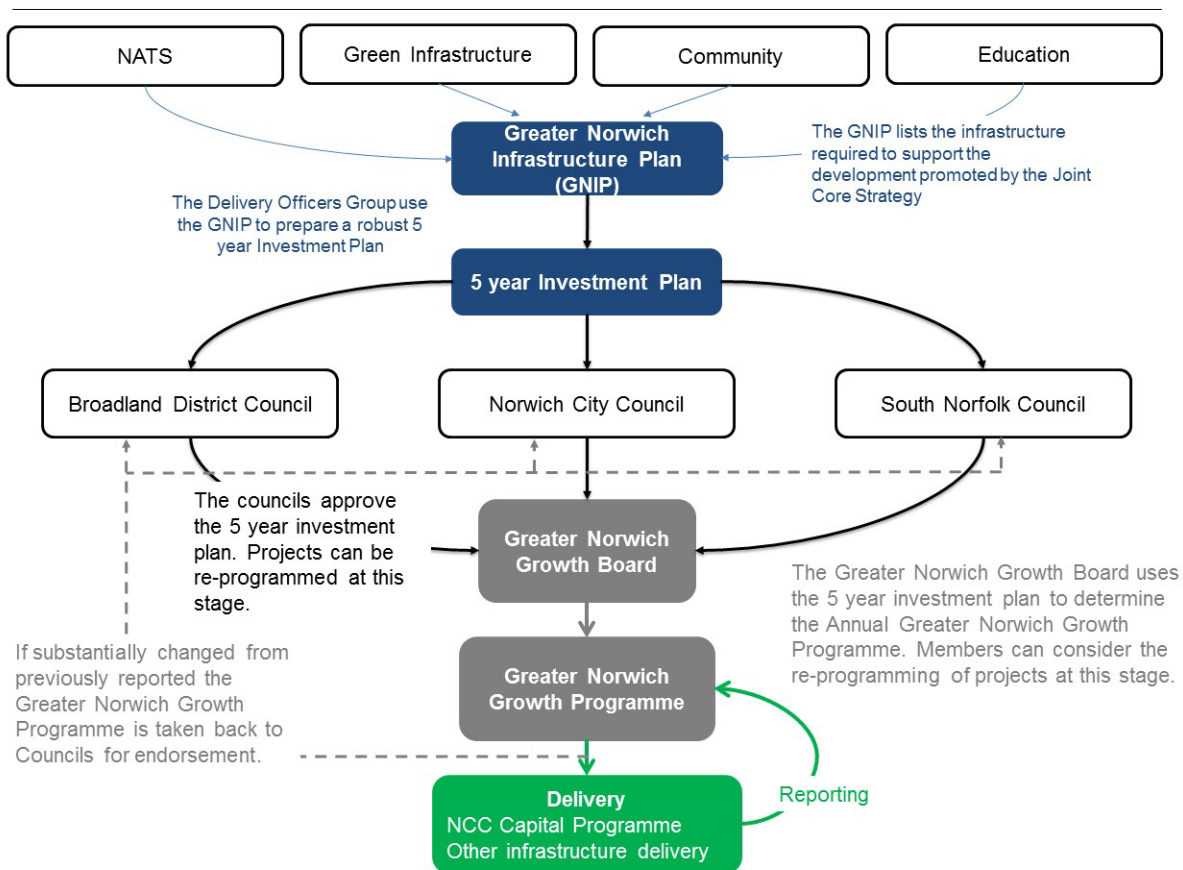 NATS
Green Infrastructure
Community
Education
Greater Norwich
Infrastructure Plan
(GNIP)
The GNIP lists the infrastructure
required to support the
development promoted by the Joint
Core Strategy
The Delivery Officers Group use
the GNIP to prepare a robust 5
year Investment Plan
5 year Investment Plan
Broadland District Council
Norwich City Council
South Norfolk Council
The councils approve
the 5 year investment
plan. Projects can be
re-programmed at this
stage.
Greater Norwich
Growth Board
The Greater Norwich Growth Board uses
the 5 year investment plan to determine
the Annual Greater Norwich Growth
Programme. Members can consider the
re-programming of projects at this stage.
If substantially changed from
previously reported the
Greater Norwich Growth
Programme is taken back to
Councils for endorsement.
Greater Norwich
Growth Programme
Delivery
NCC Capital Programme
Other infrastructure delivery
Reporting